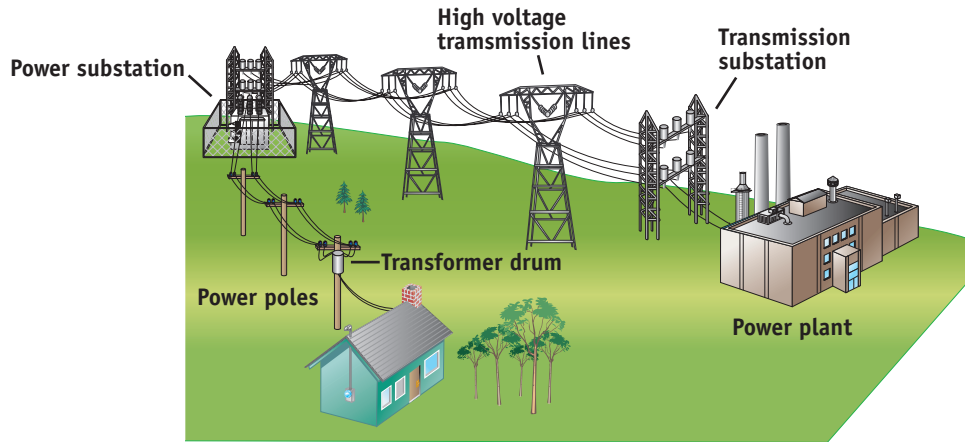 High voltage
tramsmission lines
Transmission
substation
Power substation
Transformer drum
Power poles
Power plant